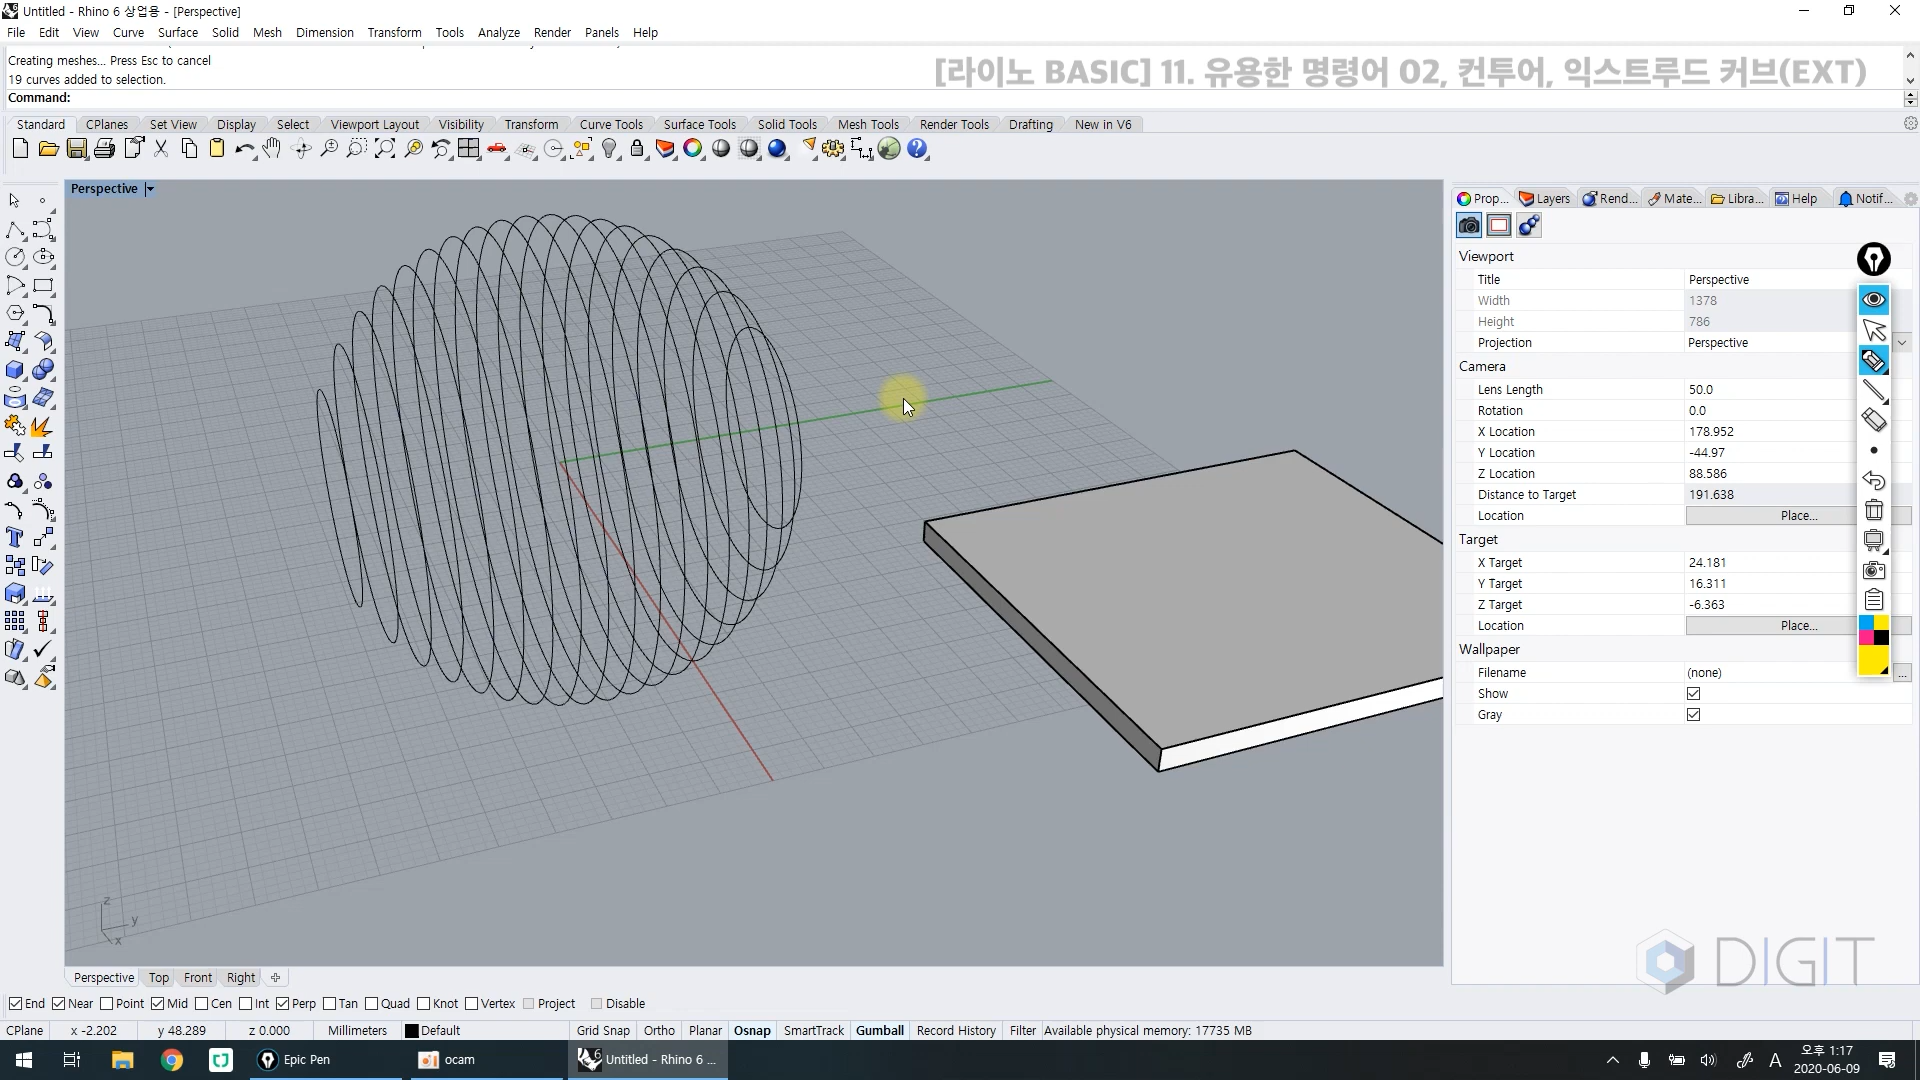 Untitled - Rhino 6 상업용 - [Perspective]
File Edit View Curve Surface Solid Mesh Dimension Transform Tools Analyze Render Panels Help
Creating meshes... Press Esc to cancel
19 curves added to selection.
[라이노 BASIC] 11. 유용한 명령어 02, 컨투어, 익스트루드 커브(EXT)
Command:
Standard CPlanes Set View Display Select Viewport Layout Visibility Transform Curve Tools Surface Tools Solid Tools Mesh Tools Render Tools Drafting New in V6
Perspective
Prop... Layers Rend... Mate... Libra... Help Notif...
Viewport
Title Perspective
Width 1378
Height 786
Projection Perspective
Camera
Lens Length 50.0
Rotation 0.0
X Location 178.952
Y Location -44.97
Z Location 88.586
Distance to Target 191.638
Location Place...
Target
X Target 24.181
Y Target 16.311
Z Target -6.363
Location Place...
Wallpaper
Filename (none) ...
Show
Gray
z
y
x
DIGIT
Perspective Top Front Right
End Near Point Mid Cen Int Perp Tan Quad Knot Vertex Project Disable
CPlane x -2.202 y 48.289 z 0.000 Millimeters Default Grid Snap Ortho Planar Osnap SmartTrack Gumball Record History Filter Available physical memory: 17735 MB
Epic Pen ocam Untitled - Rhino 6 ... A 오후 1:17
2020-06-09